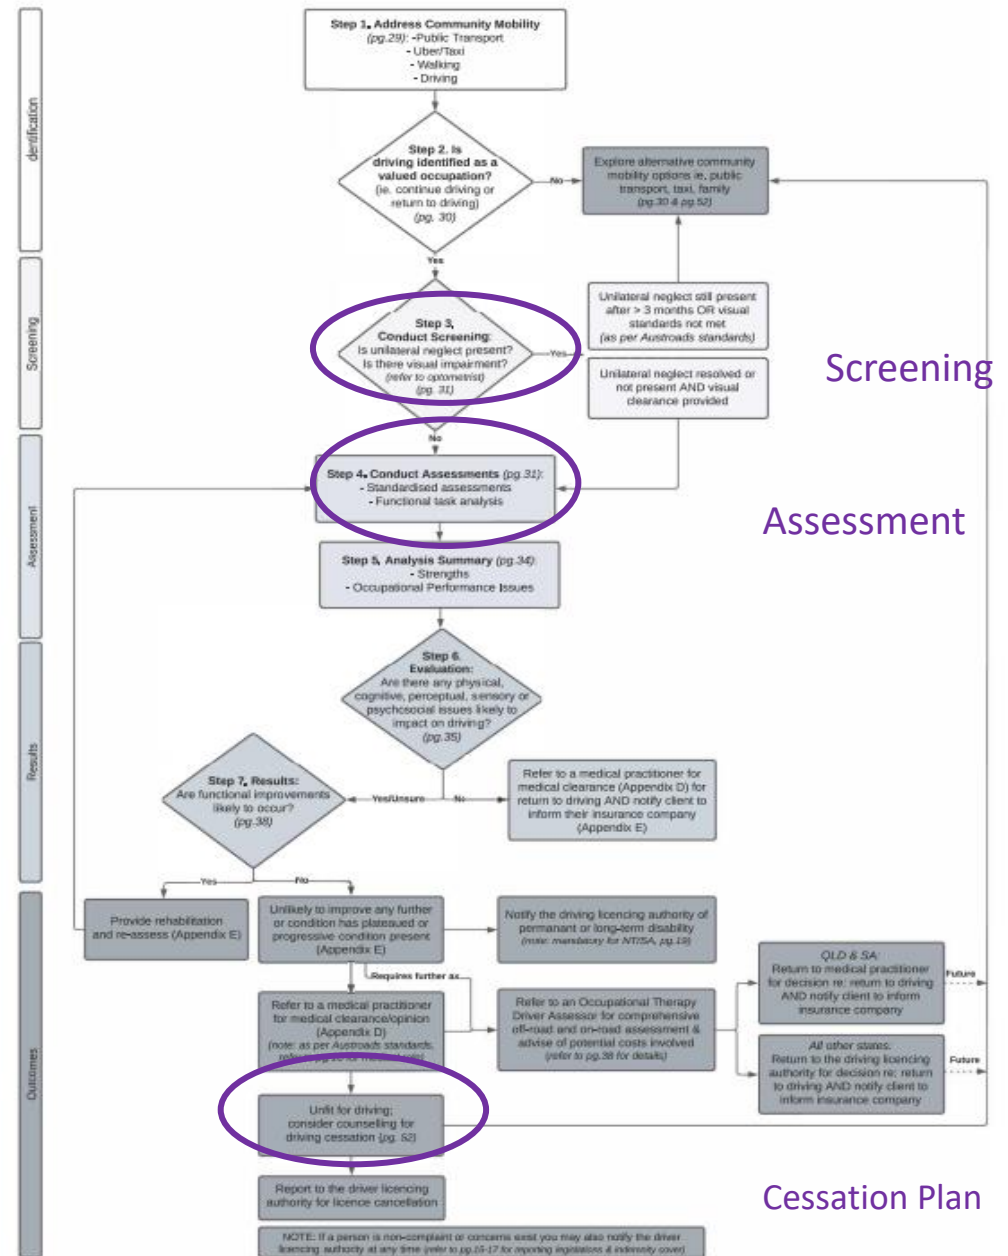 Step 1. Address Community Mobility
(pg.29): -Public Transport
- Uber/Taxi
- Walking
- Driving
dentification
Step 2. Is
driving identified as a
valued occupation?
(ie. continue driving or
return to driving)
(pg. 30)
No
Explore alternative community
mobility options ie, public
transport, taxi, family
(pg.30 & pg.52)
Yes
Screening
Step 3.
Conduct Screening:
Is unilateral neglect present?
Is there visual impairment?
(refer to optometrist)
(pg. 31)
Yes
Unilateral neglect still present
after > 3 months OR visual
standards not met
(as per Austroads standards)
Unilateral neglect resolved or
not present AND visual
clearance provided
Screening
No
Assessment
Step 4. Conduct Assessments (pg.31):
- Standardised assessments
- Functional task analysis
Assessment
Step 5. Analysis Summary (pg.34):
- Strengths
- Occupational Performance Issues
Results
Step 6.
Evaluation:
Are there any physical,
cognitive, perceptual, sensory or
psychosocial issues likely to
impact on driving?
(pg.35)
Step 7. Results:
Are functional improvements
likely to occur?
(pg.38)
Yes/Unsure
No
Refer to a medical practitioner for
medical clearance (Appendix D) for
return to driving AND notify client to
inform their insurance company
(Appendix E)
Yes
No
Outcomes
Provide rehabilitation
and re-assess (Appendix E)
Unlikely to improve any further
or condition has plateaued or
progressive condition present
(Appendix E)
Notify the driving licencing authority of
permanant or long-term disability
(note: mandatory for NT/SA, pg.19)
Requires further as
Refer to a medical practitioner
for medical clearance/opinion
(Appendix D)
(note: as per Austroads standards,
Refer to an Occupational Therapy
Driver Assessor for comprehensive
off-road and on-road assessment &
advise of potential costs involved
(refer to pg.38 for details)
QLD & SA:
Return to medical practitioner
for decision re: return to driving
AND notify client to inform
insurance company
Future
All other states:
Return to the driving licencing
authority for decision re: return
to driving AND notify client to
inform insurance company
Future
Unfit for driving;
consider counselling for
driving cessation (pg. 52)
Report to the driver licencing
authority for licence cancellation
Cessation Plan
NOTE: If a person is non-complaint or concerns exist you may also notify the driver
licencing authority at any time (refer to pg.15-17 for reporting legislations & indemnity cover)